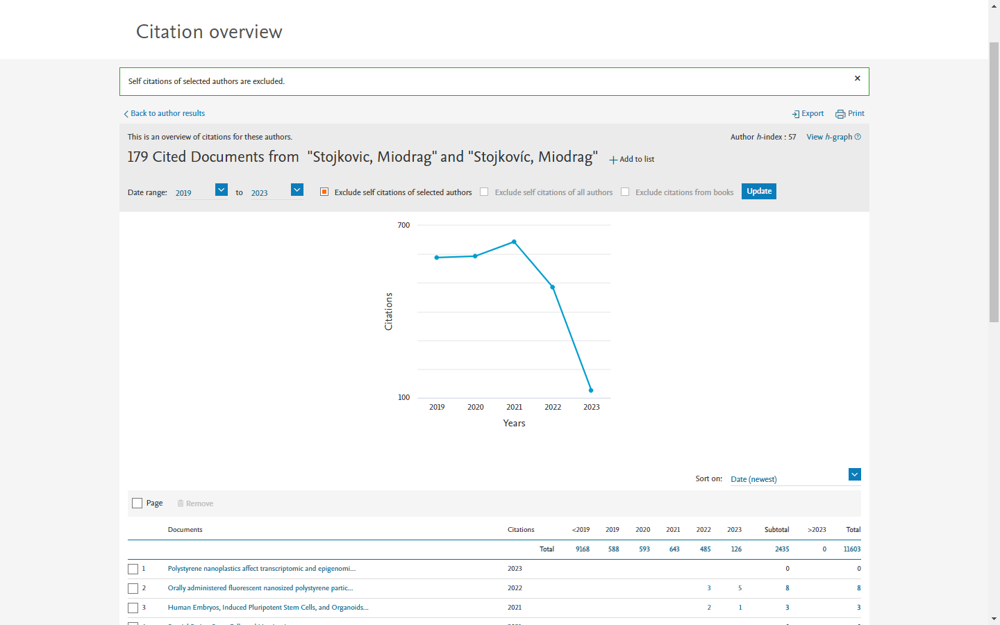 Citation overview
Self citations of selected authors are excluded.
Back to author results
Export
Print
This is an overview of citations for these authors.
Author h-index : 57 View h-graph
179 Cited Documents from "Stojkovic, Miodrag" and "Stojkovíc, Miodrag" Add to list
Date range: 2019 to 2023 Exclude self citations of selected authors Exclude self citations of all authors Exclude citations from books Update
700
Citations
100
2019 2020 2021 2022 2023
Years
Sort on: Date (newest)
Page Remove
Documents Citations <2019 2019 2020 2021 2022 2023 Subtotal >2023 Total
Total 9168 588 593 643 485 126 2435 0 11603
1 Polystyrene nanoplastics affect transcriptomic and epigenomi... 2023 0 0
2 Orally administered fluorescent nanosized polystyrene partic... 2022 3 5 8 8
3 Human Embryos, Induced Pluripotent Stem Cells, and Organoids... 2021 2 1 3 3